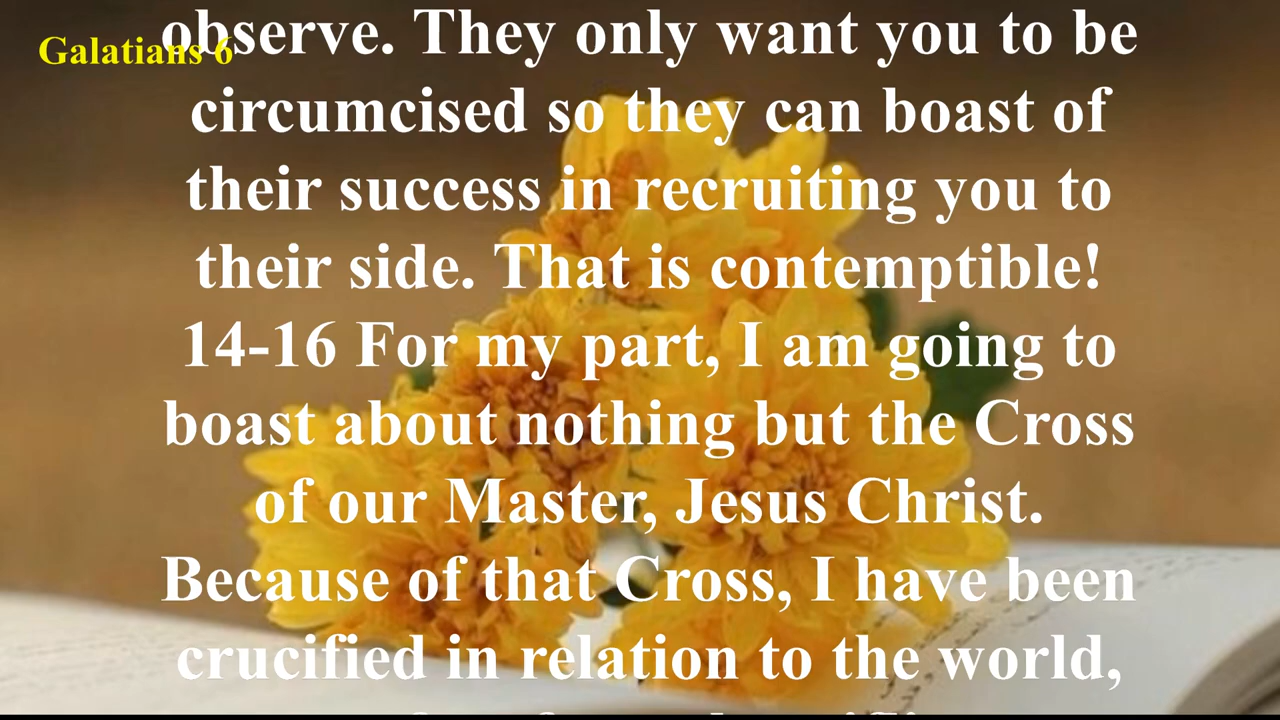 Galatians 6
observe. They only want you to be
circumcised so they can boast of
their success in recruiting you to
their side. That is contemptible!
14-16 For my part, I am going to
boast about nothing but the Cross
of our Master, Jesus Christ.
Because of that Cross, I have been
crucified in relation to the world,